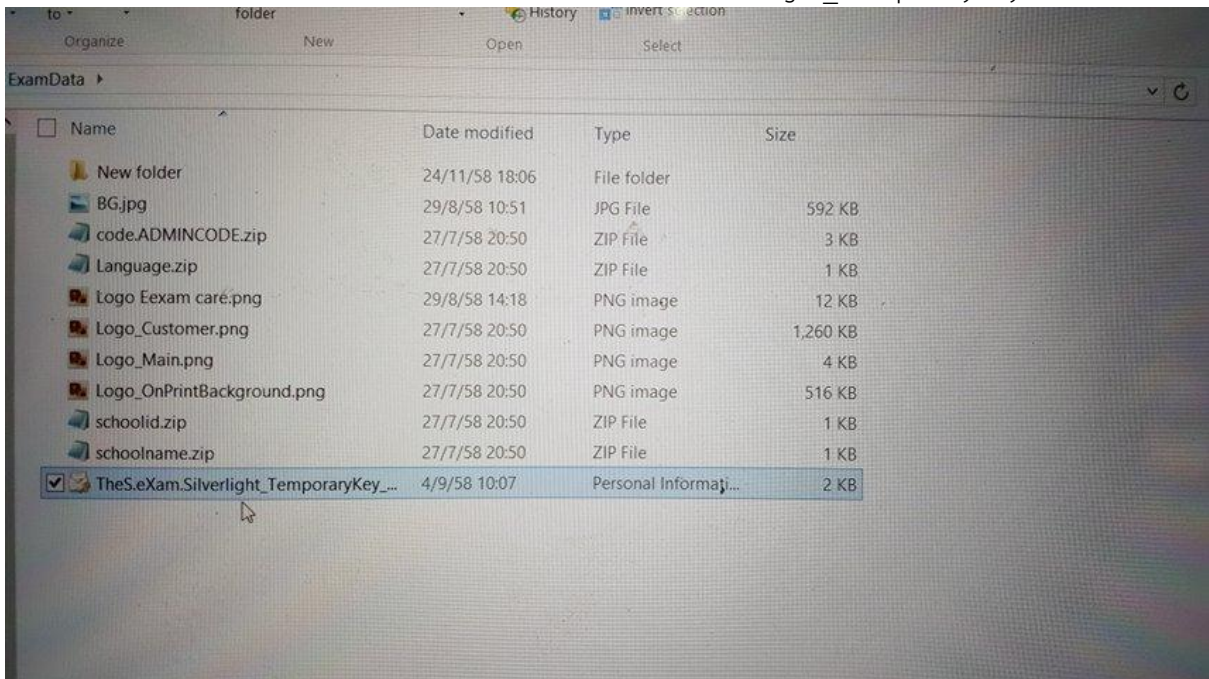 to folder History Invert selection
Organize New Open Select
ExamData
Name Date modified Type Size
New folder 24/11/58 18:06 File folder
BG.jpg 29/8/58 10:51 JPG File 592 KB
code.ADMINCODE.zip 27/7/58 20:50 ZIP File 3 KB
Language.zip 27/7/58 20:50 ZIP File 1 KB
Logo Eexam care.png 29/8/58 14:18 PNG image 12 KB
Logo_Customer.png 27/7/58 20:50 PNG image 1,260 KB
Logo_Main.png 27/7/58 20:50 PNG image 4 KB
Logo_OnPrintBackground.png 27/7/58 20:50 PNG image 516 KB
schoolid.zip 27/7/58 20:50 ZIP File 1 KB
schoolname.zip 27/7/58 20:50 ZIP File 1 KB
TheS.eXam.Silverlight_TemporaryKey_... 4/9/58 10:07 Personal Informati... 2 KB